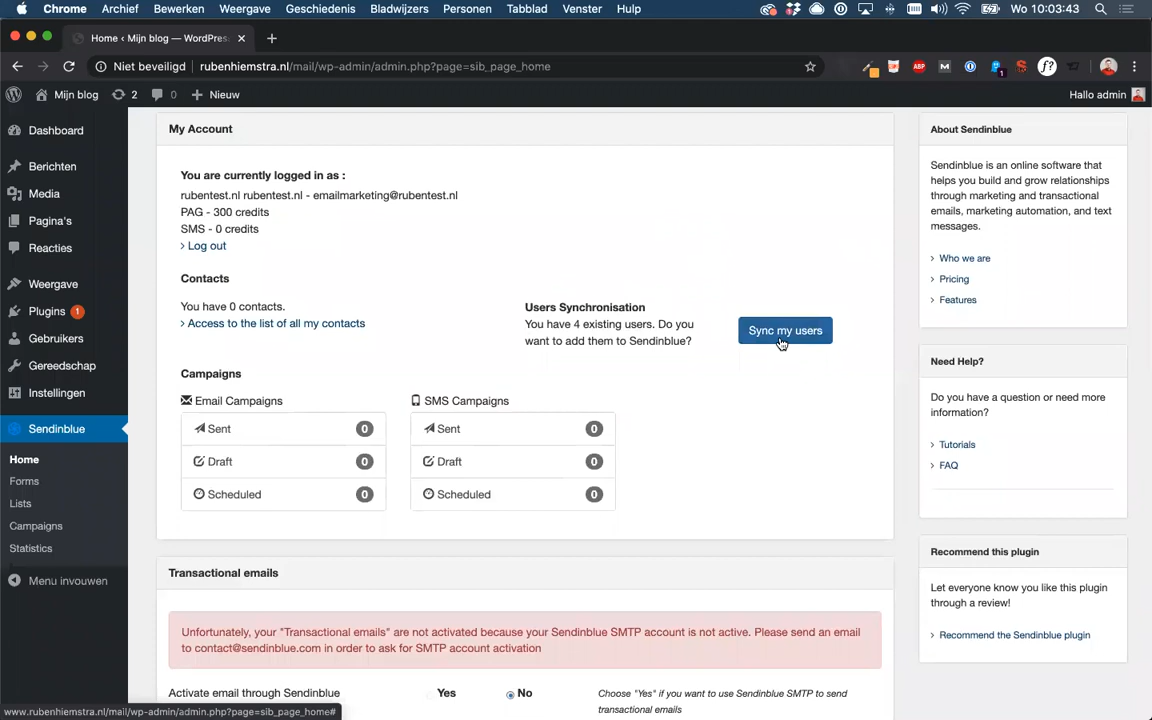 Chrome Archief Bewerken Weergave Geschiedenis Bladwijzers Personen Tabblad Venster Help
Wo 10:03:43
Home ‹ Mijn blog — WordPress
Niet beveiligd | rubenhiemstra.nl/mail/wp-admin/admin.php?page=sib_page_home
Mijn blog 2 0 + Nieuw
Hallo admin
Dashboard
Berichten
Media
Pagina's
Reacties
Weergave
Plugins 1
Gebruikers
Gereedschap
Instellingen
Sendinblue
Home
Forms
Lists
Campaigns
Statistics
Menu invouwen
My Account
You are currently logged in as :
rubentest.nl rubentest.nl - emailmarketing@rubentest.nl
PAG - 300 credits
SMS - 0 credits
› Log out
Contacts
You have 0 contacts.
› Access to the list of all my contacts
Users Synchronisation
You have 4 existing users. Do you
want to add them to Sendinblue?
Sync my users
Campaigns
Email Campaigns
Sent 0
Draft 0
Scheduled 0
SMS Campaigns
Sent 0
Draft 0
Scheduled 0
Transactional emails
Unfortunately, your "Transactional emails" are not activated because your Sendinblue SMTP account is not active. Please send an email
to contact@sendinblue.com in order to ask for SMTP account activation
Activate email through Sendinblue
Yes
No
Choose "Yes" if you want to use Sendinblue SMTP to send
transactional emails
About Sendinblue
Sendinblue is an online software that
helps you build and grow relationships
through marketing and transactional
emails, marketing automation, and text
messages.
› Who we are
› Pricing
› Features
Need Help?
Do you have a question or need more
information?
› Tutorials
› FAQ
Recommend this plugin
Let everyone know you like this plugin
through a review!
› Recommend the Sendinblue plugin
www.rubenhiemstra.nl/mail/wp-admin/admin.php?page=sib_page_home#